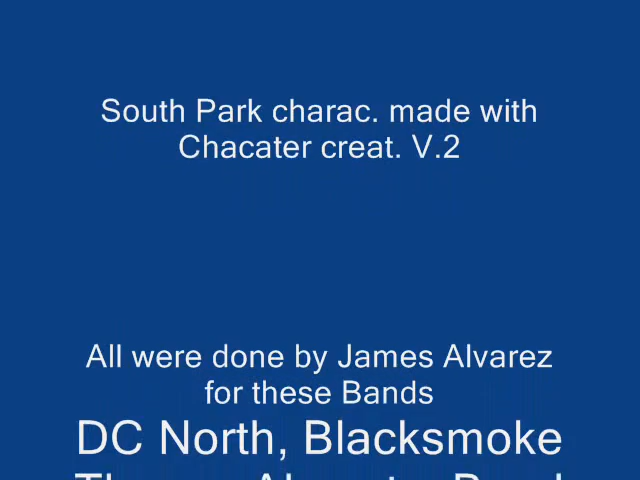 South Park charac. made with
Chacater creat. V.2
All were done by James Alvarez
for these Bands
DC North, Blacksmoke